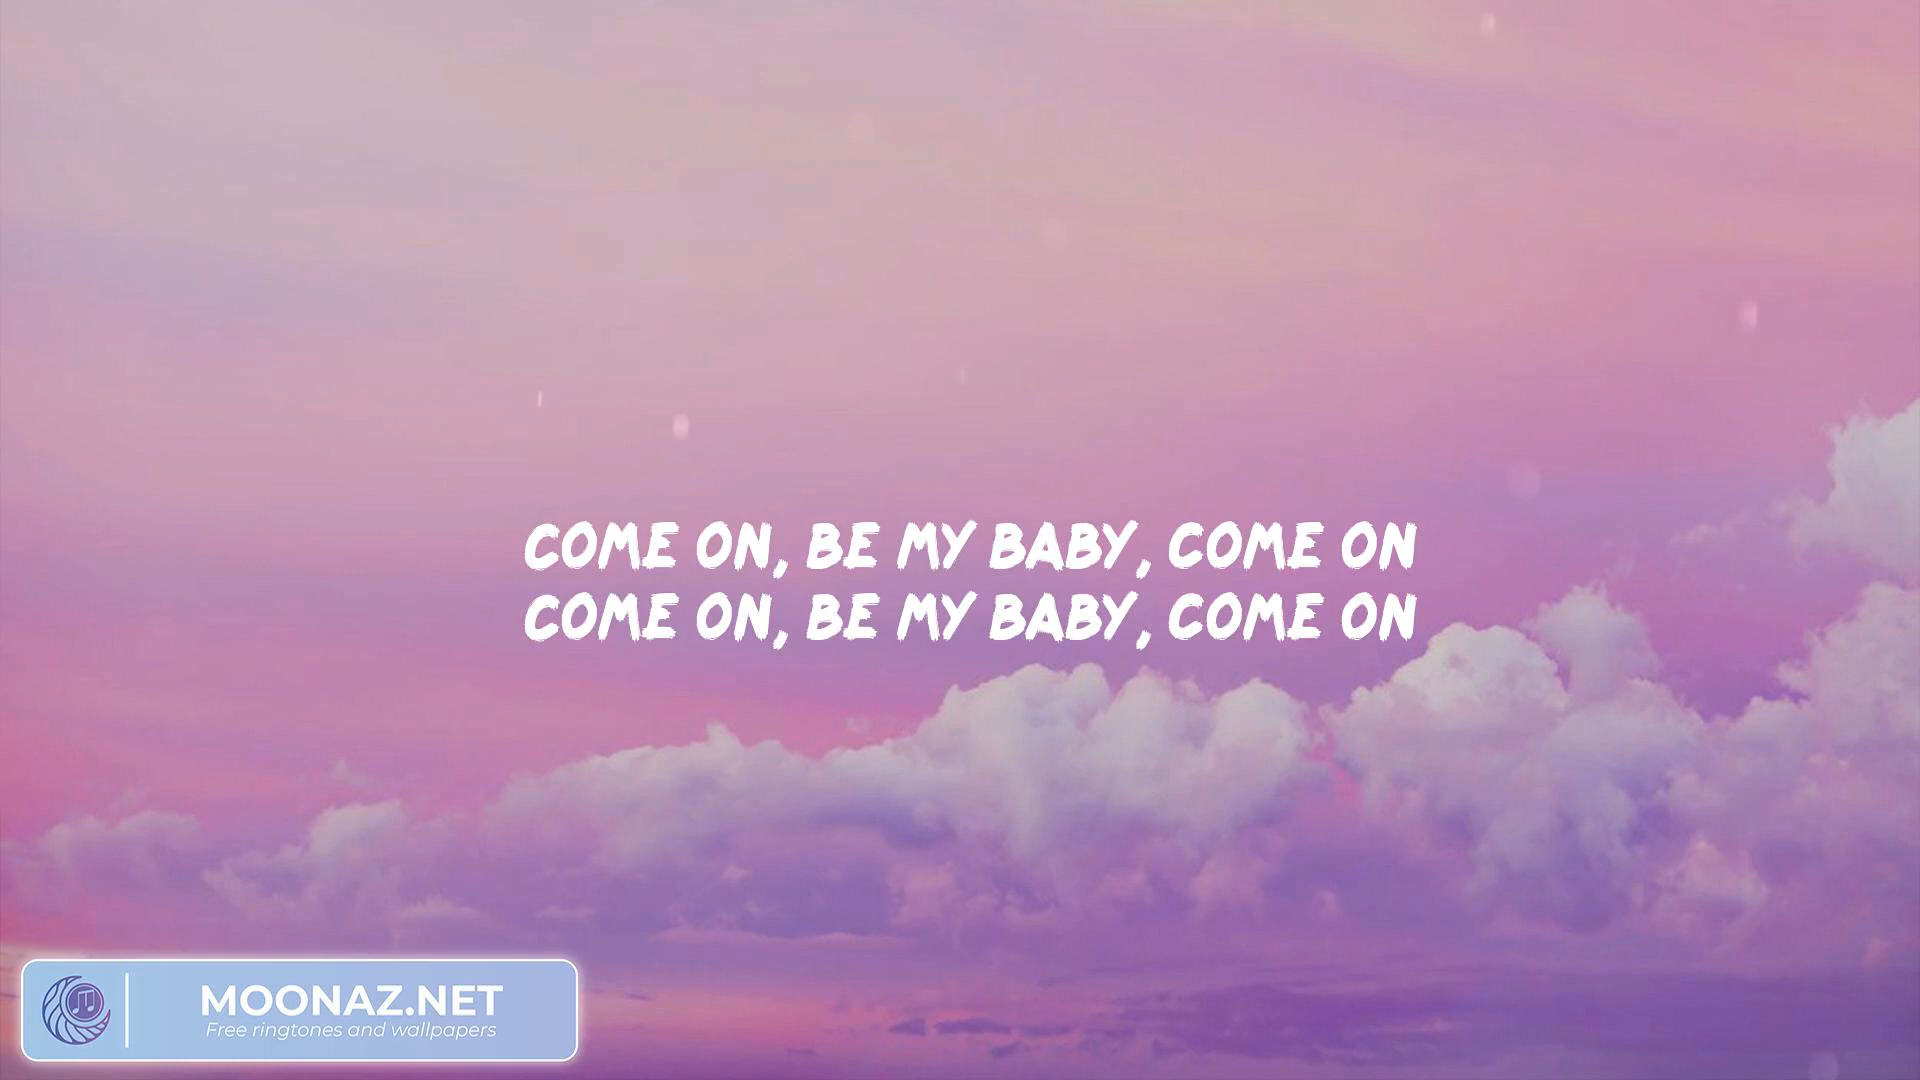 COME ON, BE MY BABY, COME ON
COME ON, BE MY BABY, COME ON
MOONAZ.NET
Free ringtones and wallpapers